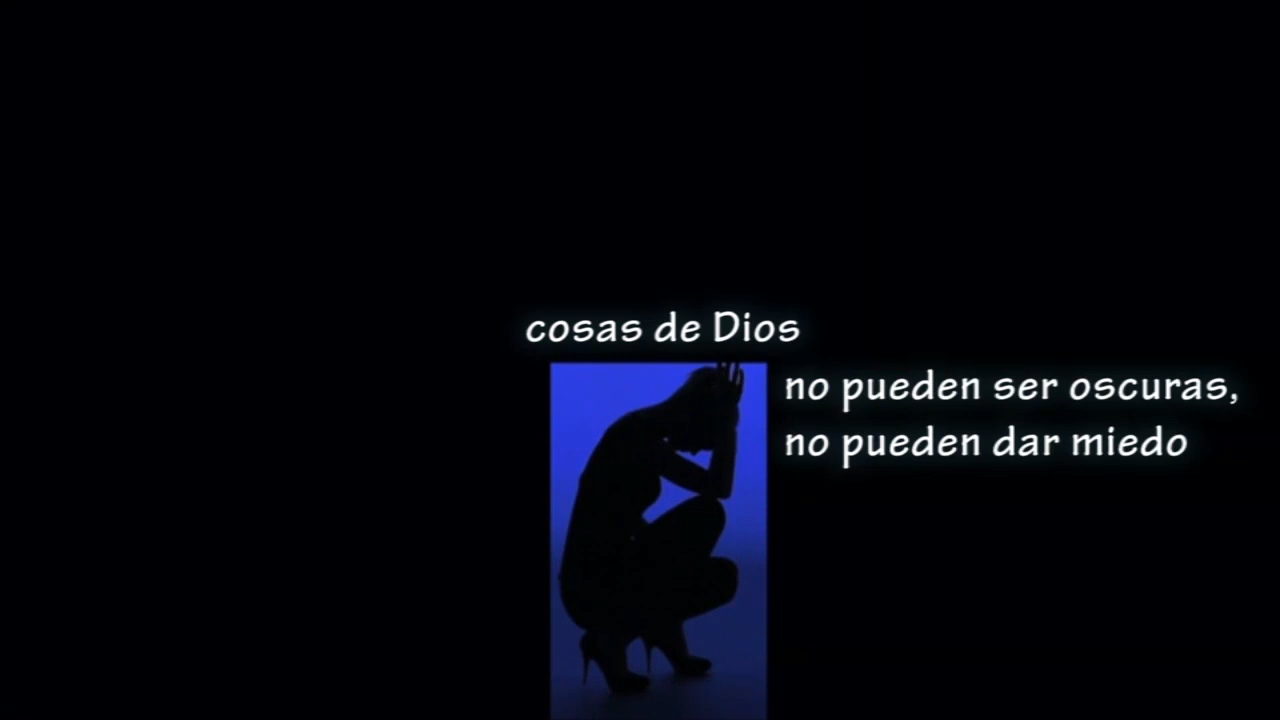 cosas de Dios
no pueden ser oscuras,
no pueden dar miedo